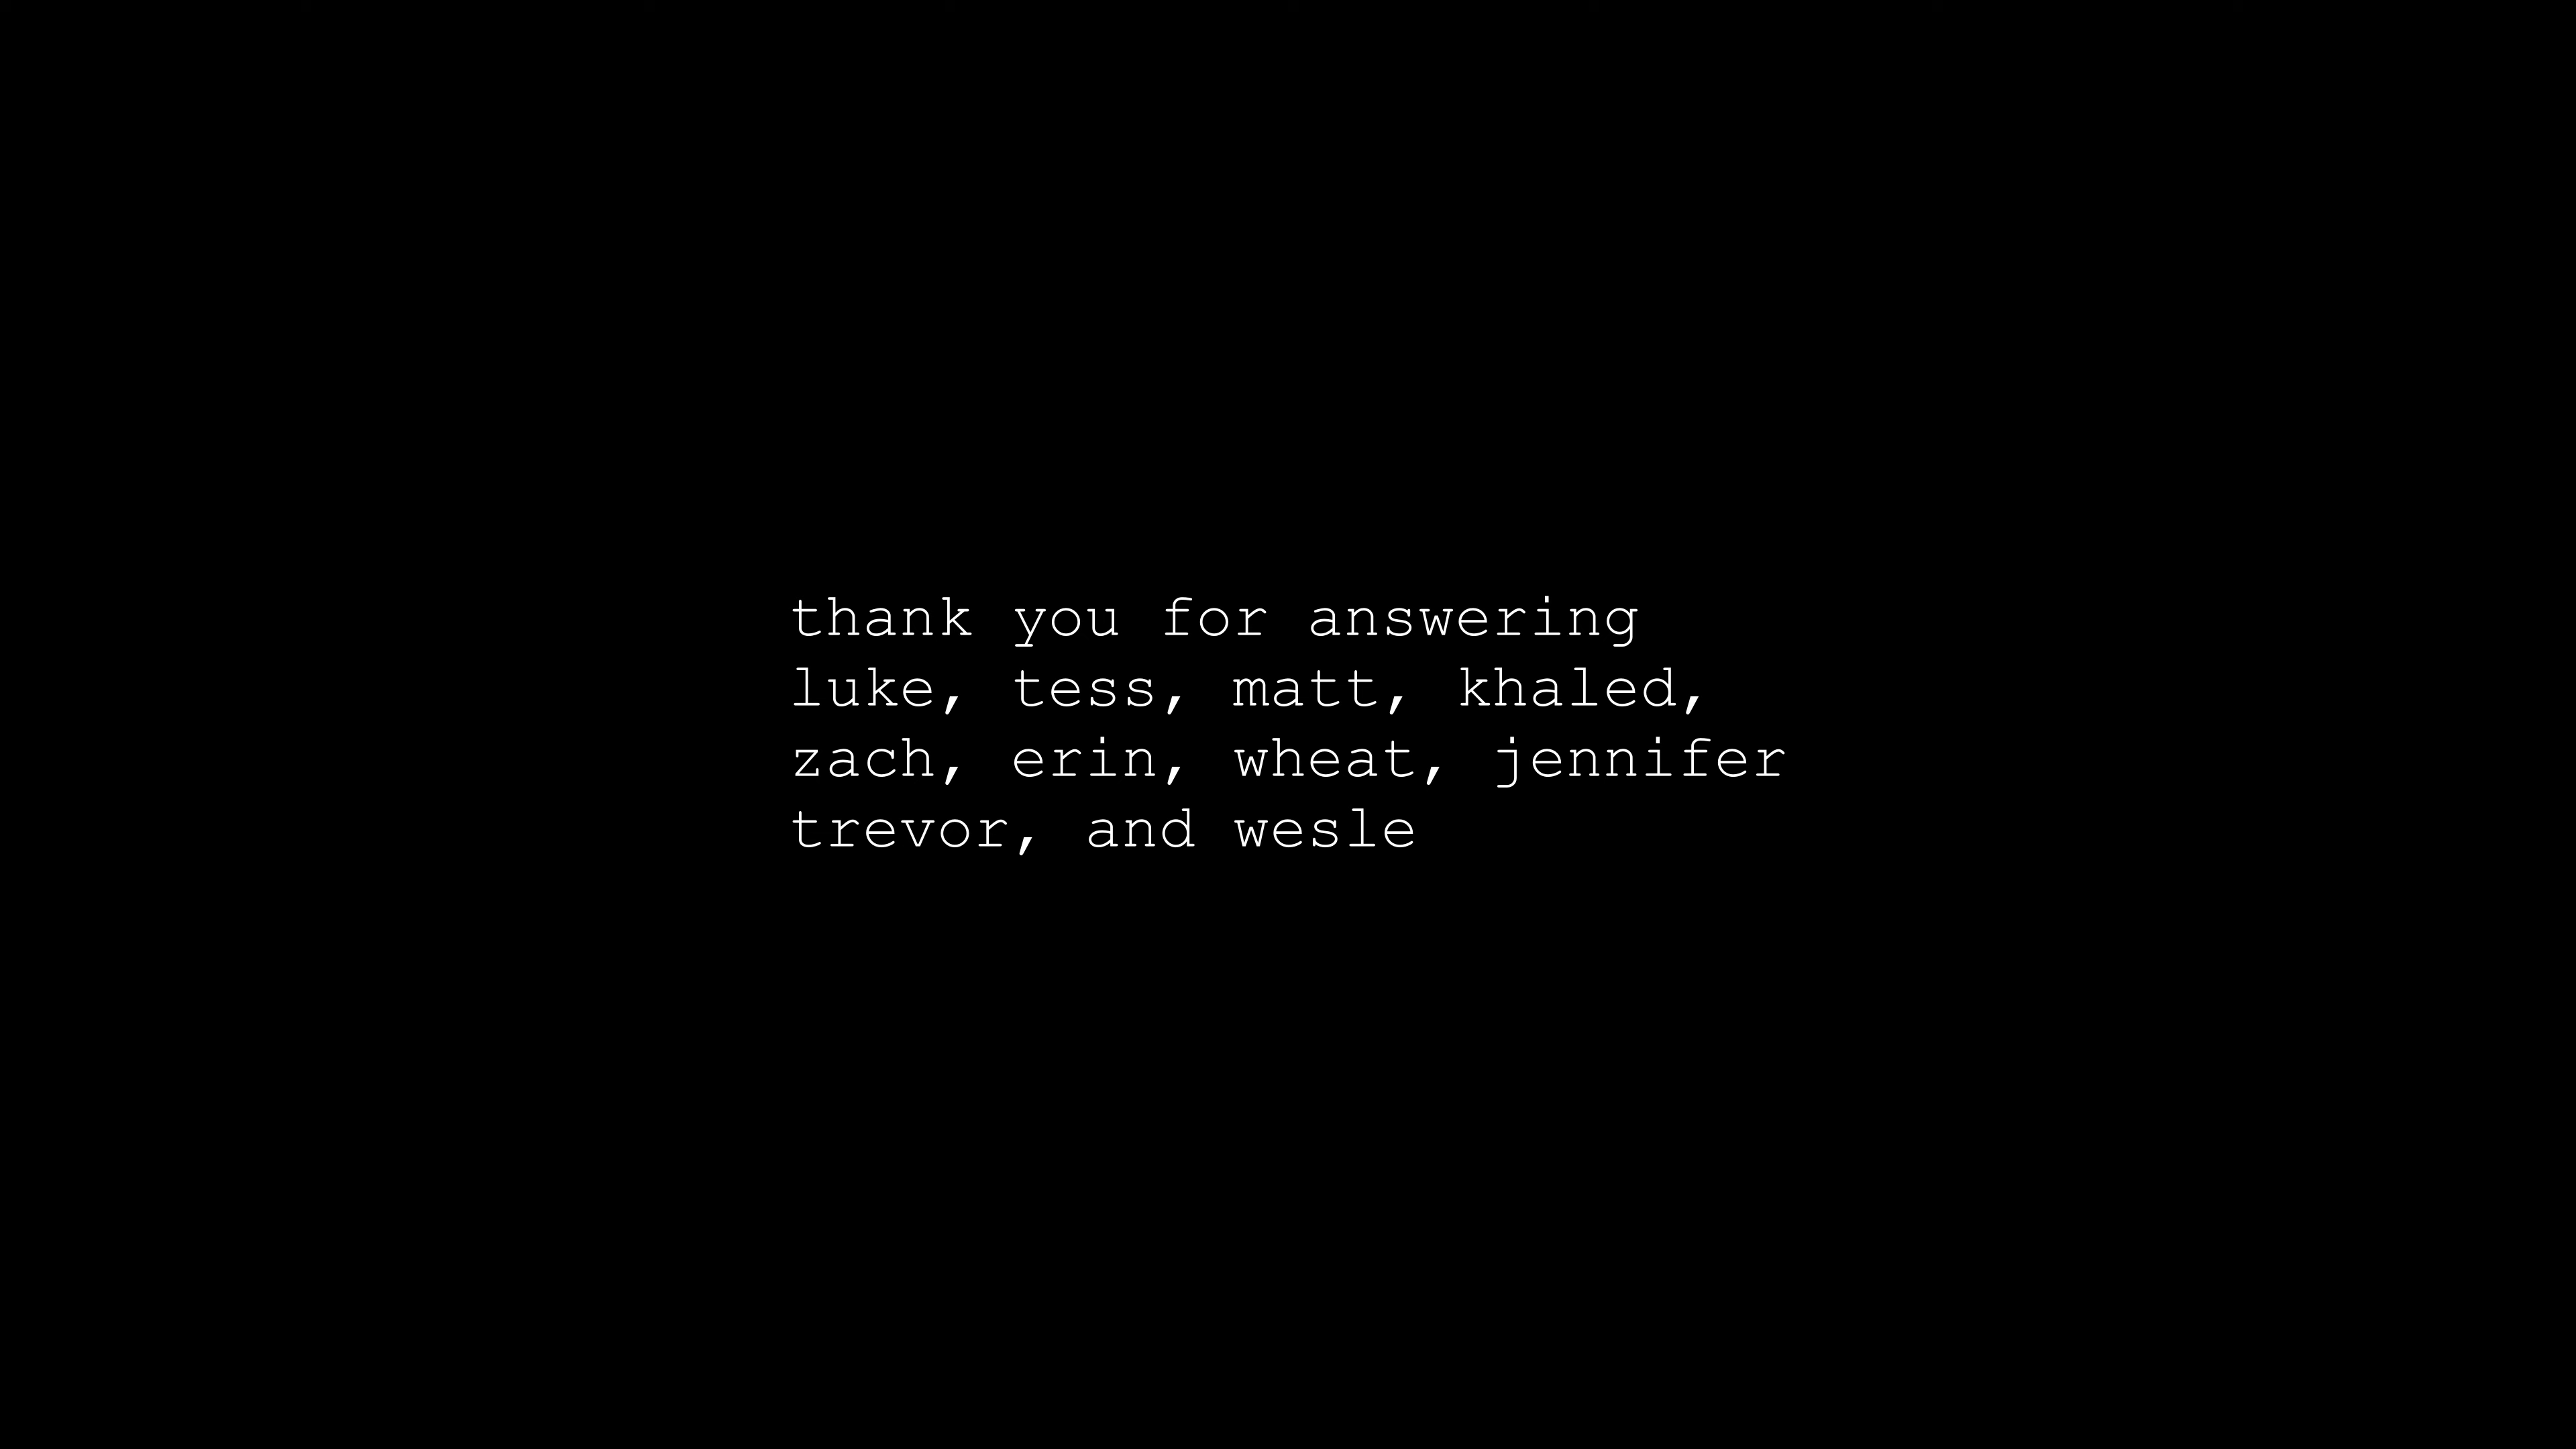 thank you for answering
luke, tess, matt, khaled,
zach, erin, wheat, jennifer
trevor, and wesle